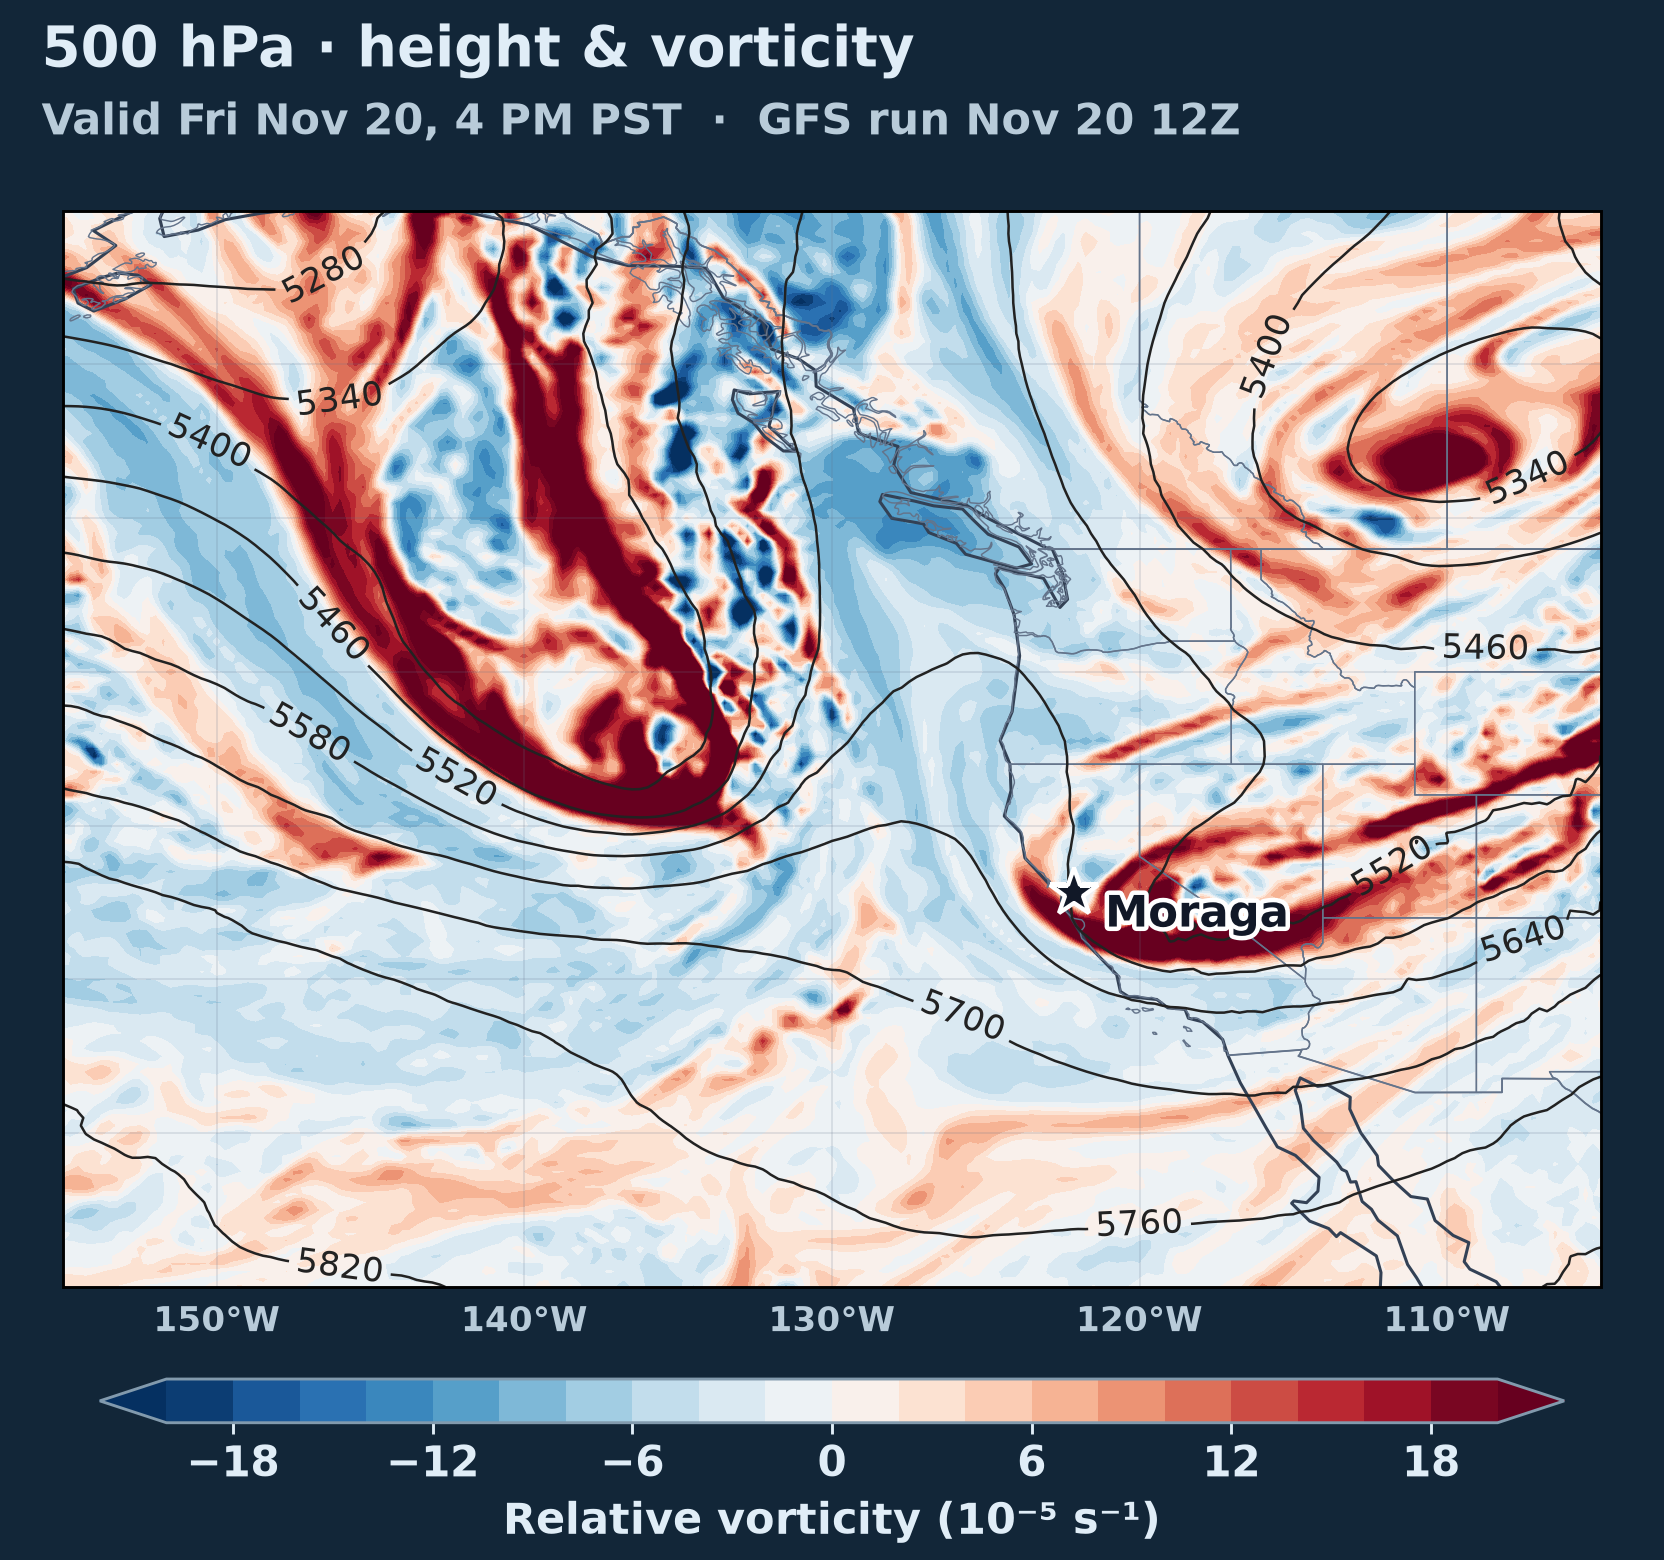 500 hPa · height & vorticity
Valid Fri Nov 20, 4 PM PST · GFS run Nov 20 12Z
5280
5340
5400
5400
5340
5460
5460
5580
5520
5520
Moraga
5640
5700
5760
5820
150°W 140°W 130°W 120°W 110°W
−18 −12 −6 0 6 12 18
Relative vorticity (10⁻⁵ s⁻¹)